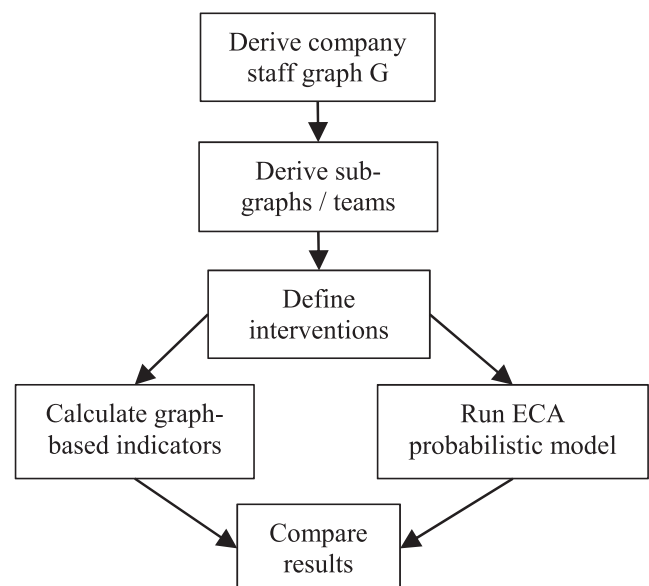 Derive company
staff graph G
Derive sub-
graphs / teams
Define
interventions
Calculate graph-
based indicators
Run ECA
probabilistic model
Compare
results